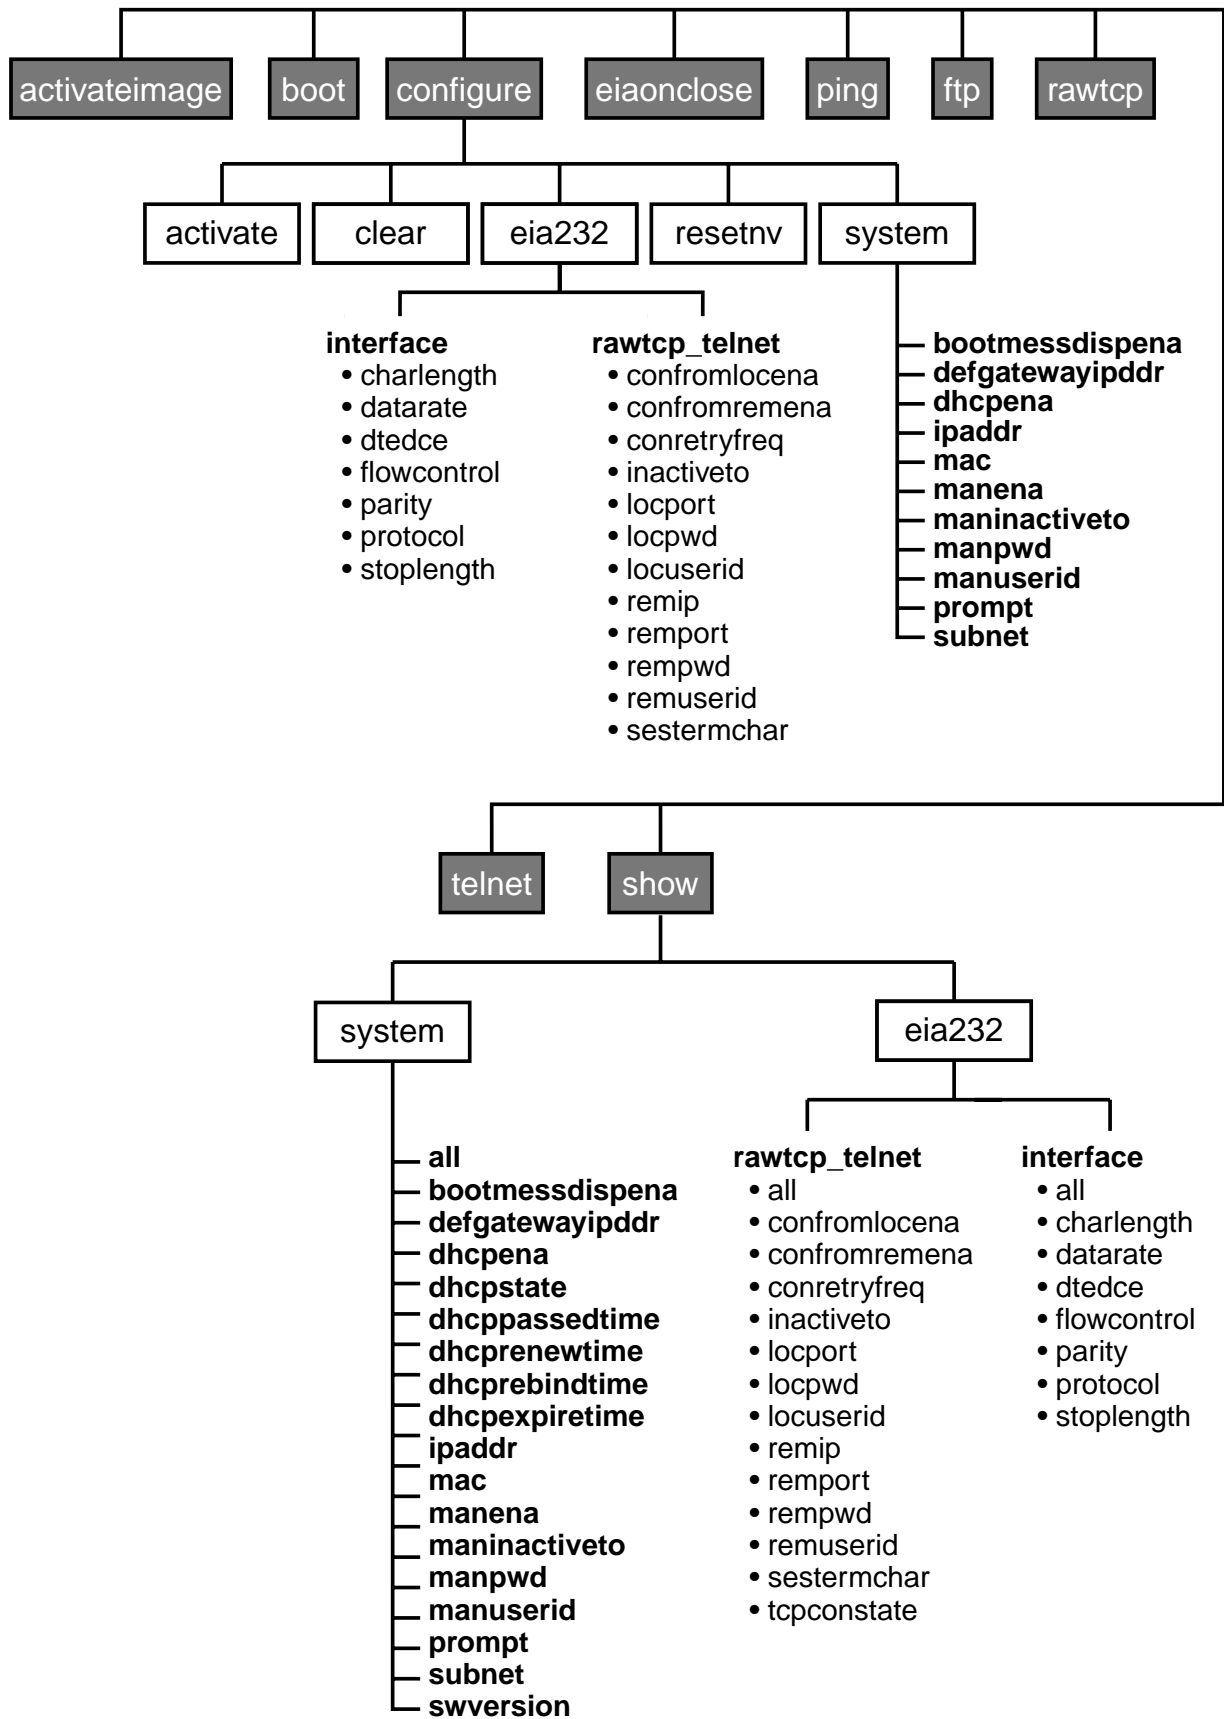 activateimage
boot
configure
eiaonclose
ping
ftp
rawtcp
activate
clear
eia232
resetnv
system
interface
• charlength
• datarate
• dtedce
• flowcontrol
• parity
• protocol
• stoplength
rawtcp_telnet
• confromlocena
• confromremena
• conretryfreq
• inactiveto
• locport
• locpwd
• locuserid
• remip
• remport
• rempwd
• remuserid
• sestermchar
bootmessdispena
defgatewayipddr
dhcpena
ipaddr
mac
manena
maninactiveto
manpwd
manuserid
prompt
subnet
telnet
show
system
eia232
all
bootmessdispena
defgatewayipddr
dhcpena
dhcpstate
dhcppassedtime
dhcprenewtime
dhcprebindtime
dhcpexpiretime
ipaddr
mac
manena
maninactiveto
manpwd
manuserid
prompt
subnet
swversion
rawtcp_telnet
• all
• confromlocena
• confromremena
• conretryfreq
• inactiveto
• locport
• locpwd
• locuserid
• remip
• remport
• rempwd
• remuserid
• sestermchar
• tcpconstate
interface
• all
• charlength
• datarate
• dtedce
• flowcontrol
• parity
• protocol
• stoplength